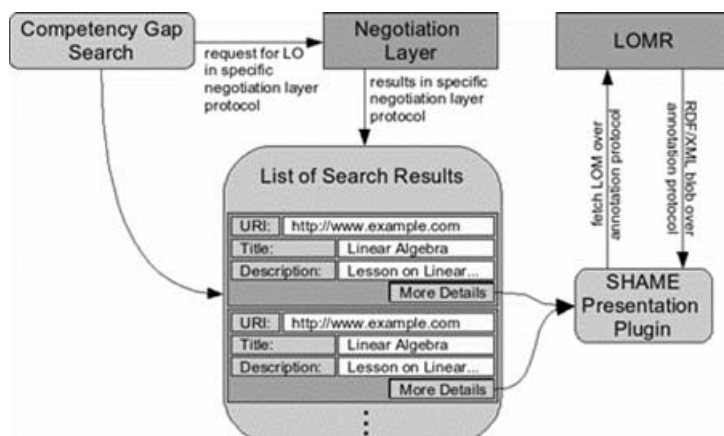 Competency Gap
Search
request for LO
in specific
negotiation layer
protocol
Negotiation
Layer
results in specific
negotiation layer
protocol
LOMR
fetch LOM over
annotation protocol
RDF/XML blob over
annotation protocol
List of Search Results
URI: http://www.example.com
Title: Linear Algebra
Description: Lesson on Linear...
More Details
URI: http://www.example.com
Title: Linear Algebra
Description: Lesson on Linear...
More Details
SHAME
Presentation
Plugin